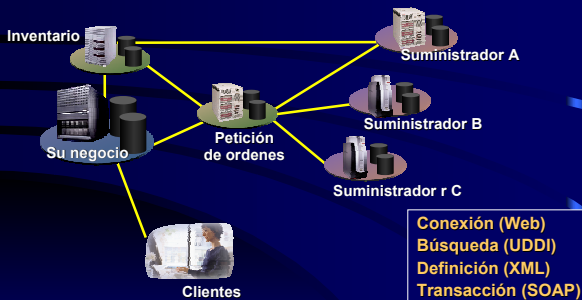 Inventario
Suministrador A
Suministrador B
Petición
de ordenes
Su negocio
Suministrador r C
Clientes
Conexión (Web)
Búsqueda (UDDI)
Definición (XML)
Transacción (SOAP)